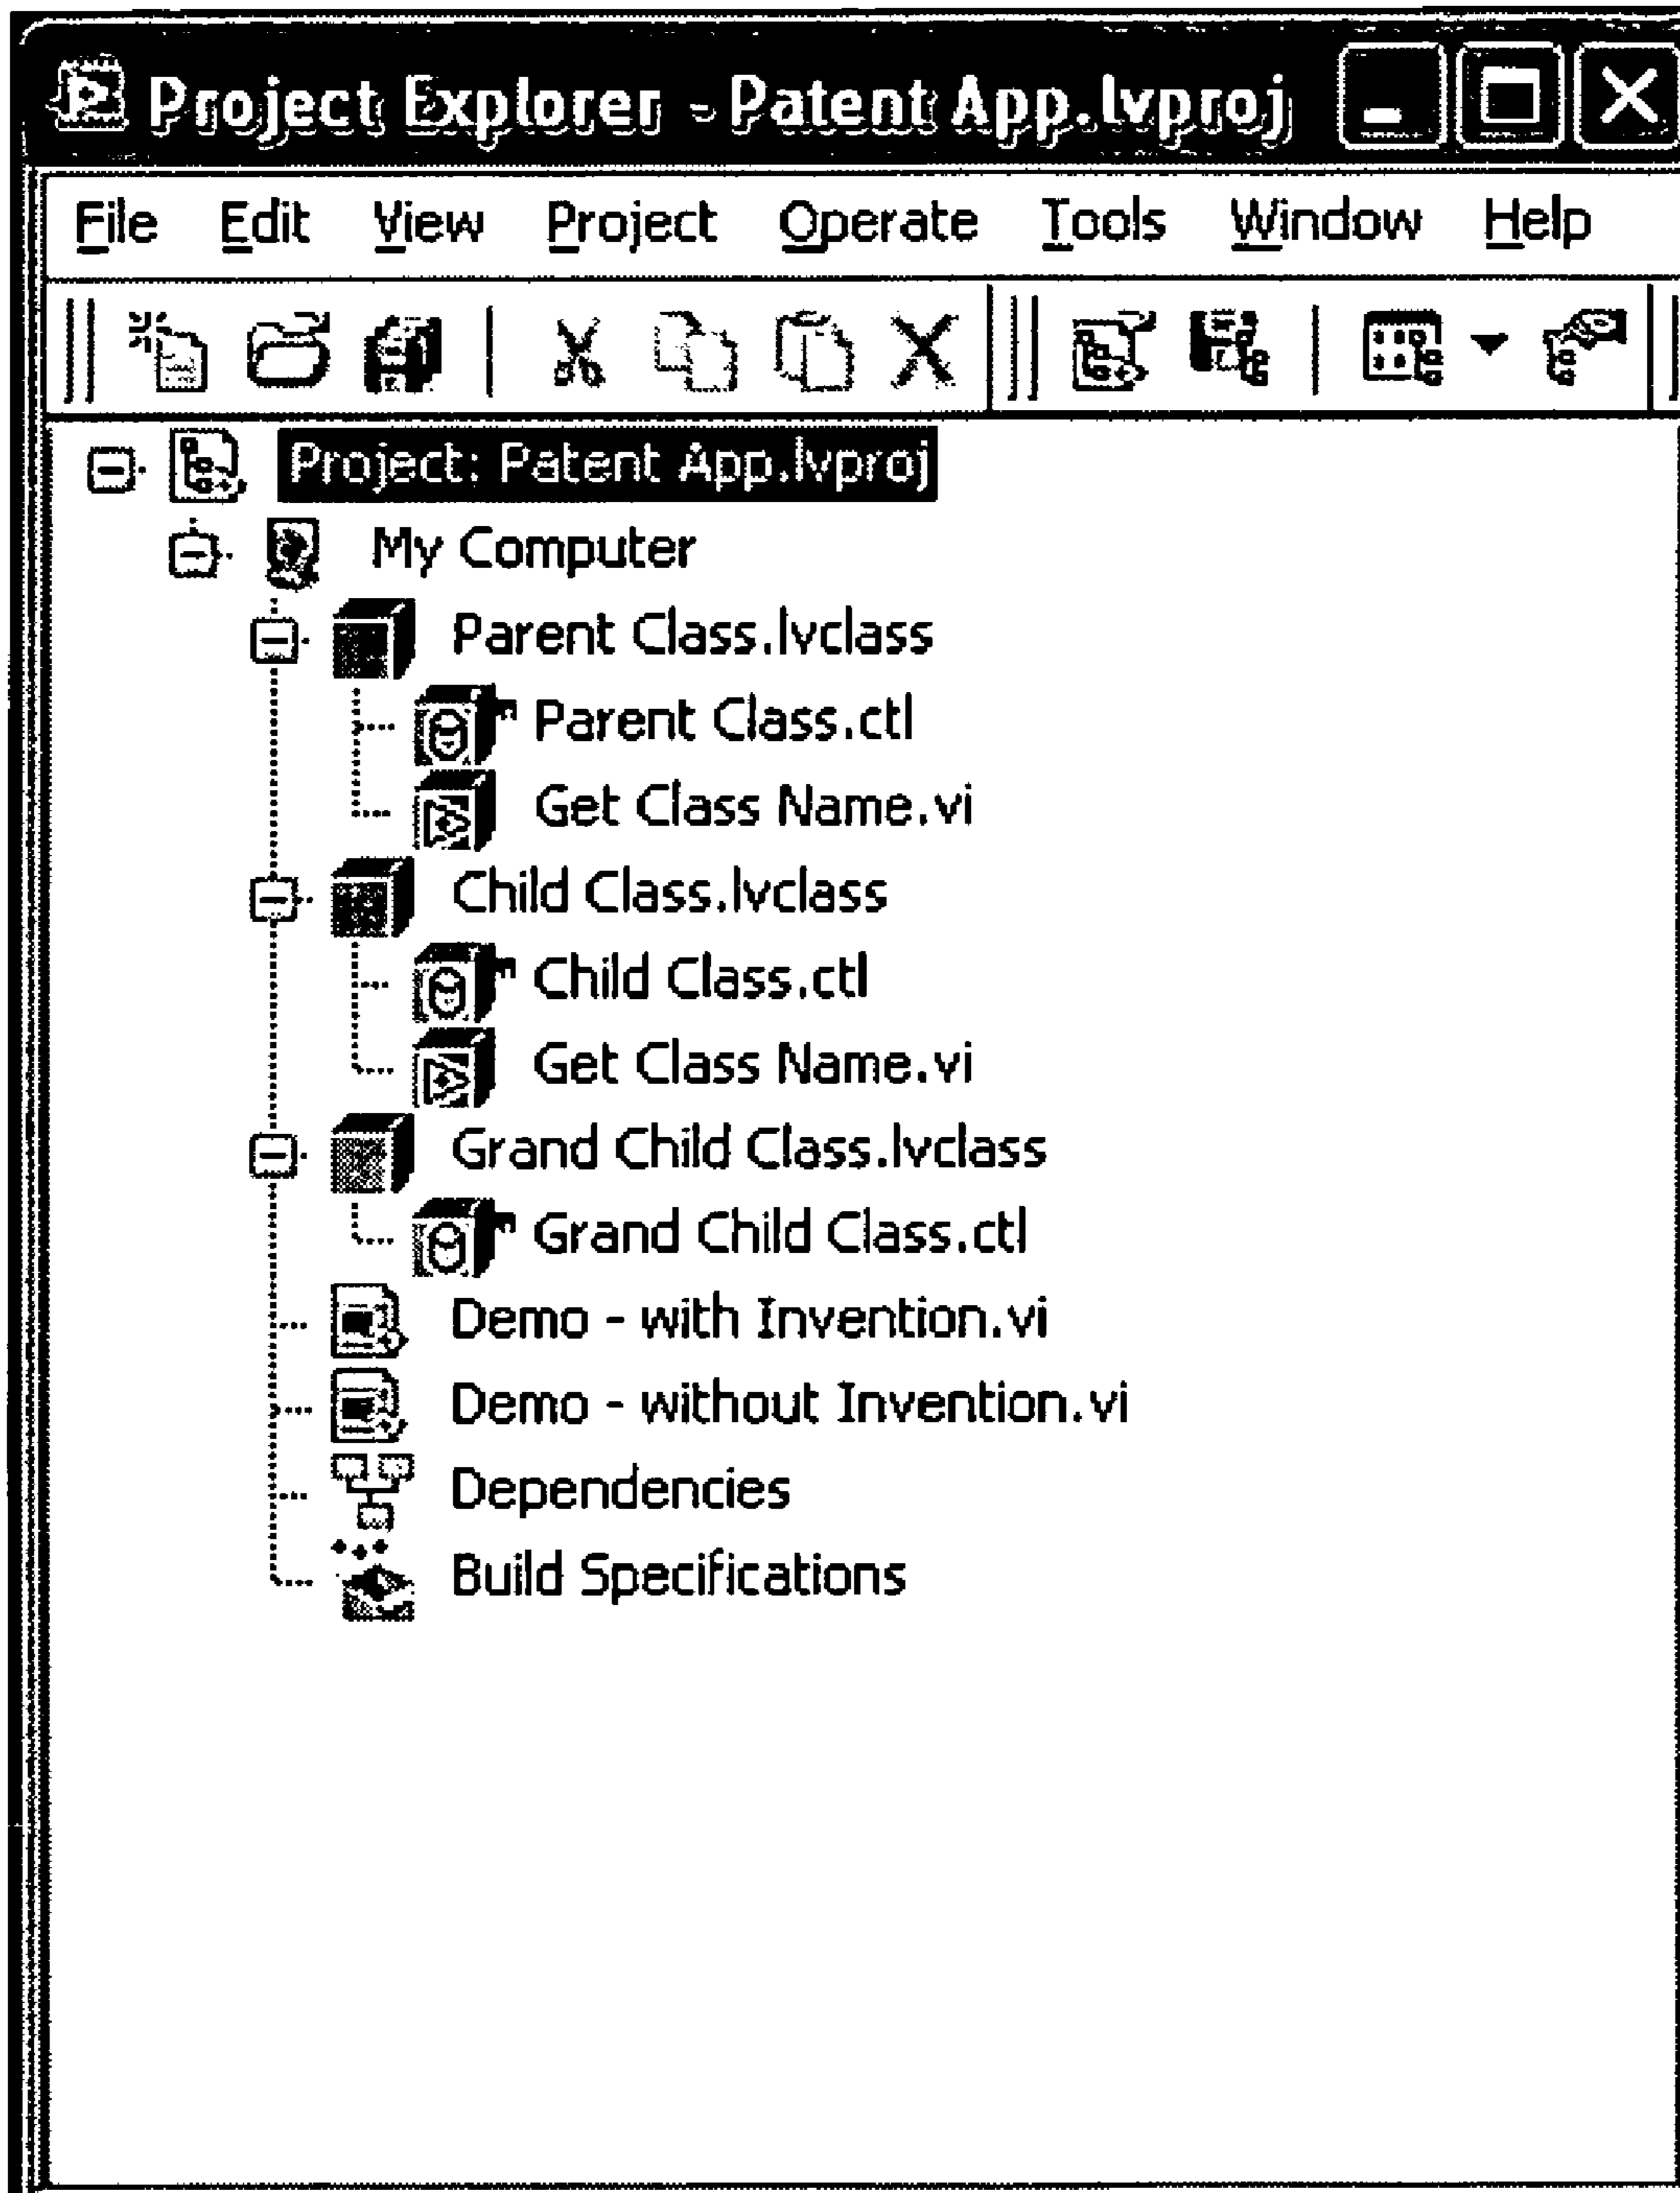 Project Explorer - Patent App.lvproj
File Edit View Project Operate Tools Window Help
Project: Patent App.lvproj
My Computer
Parent Class.lvclass
Parent Class.ctl
Get Class Name.vi
Child Class.lvclass
Child Class.ctl
Get Class Name.vi
Grand Child Class.lvclass
Grand Child Class.ctl
Demo - with Invention.vi
Demo - without Invention.vi
Dependencies
Build Specifications